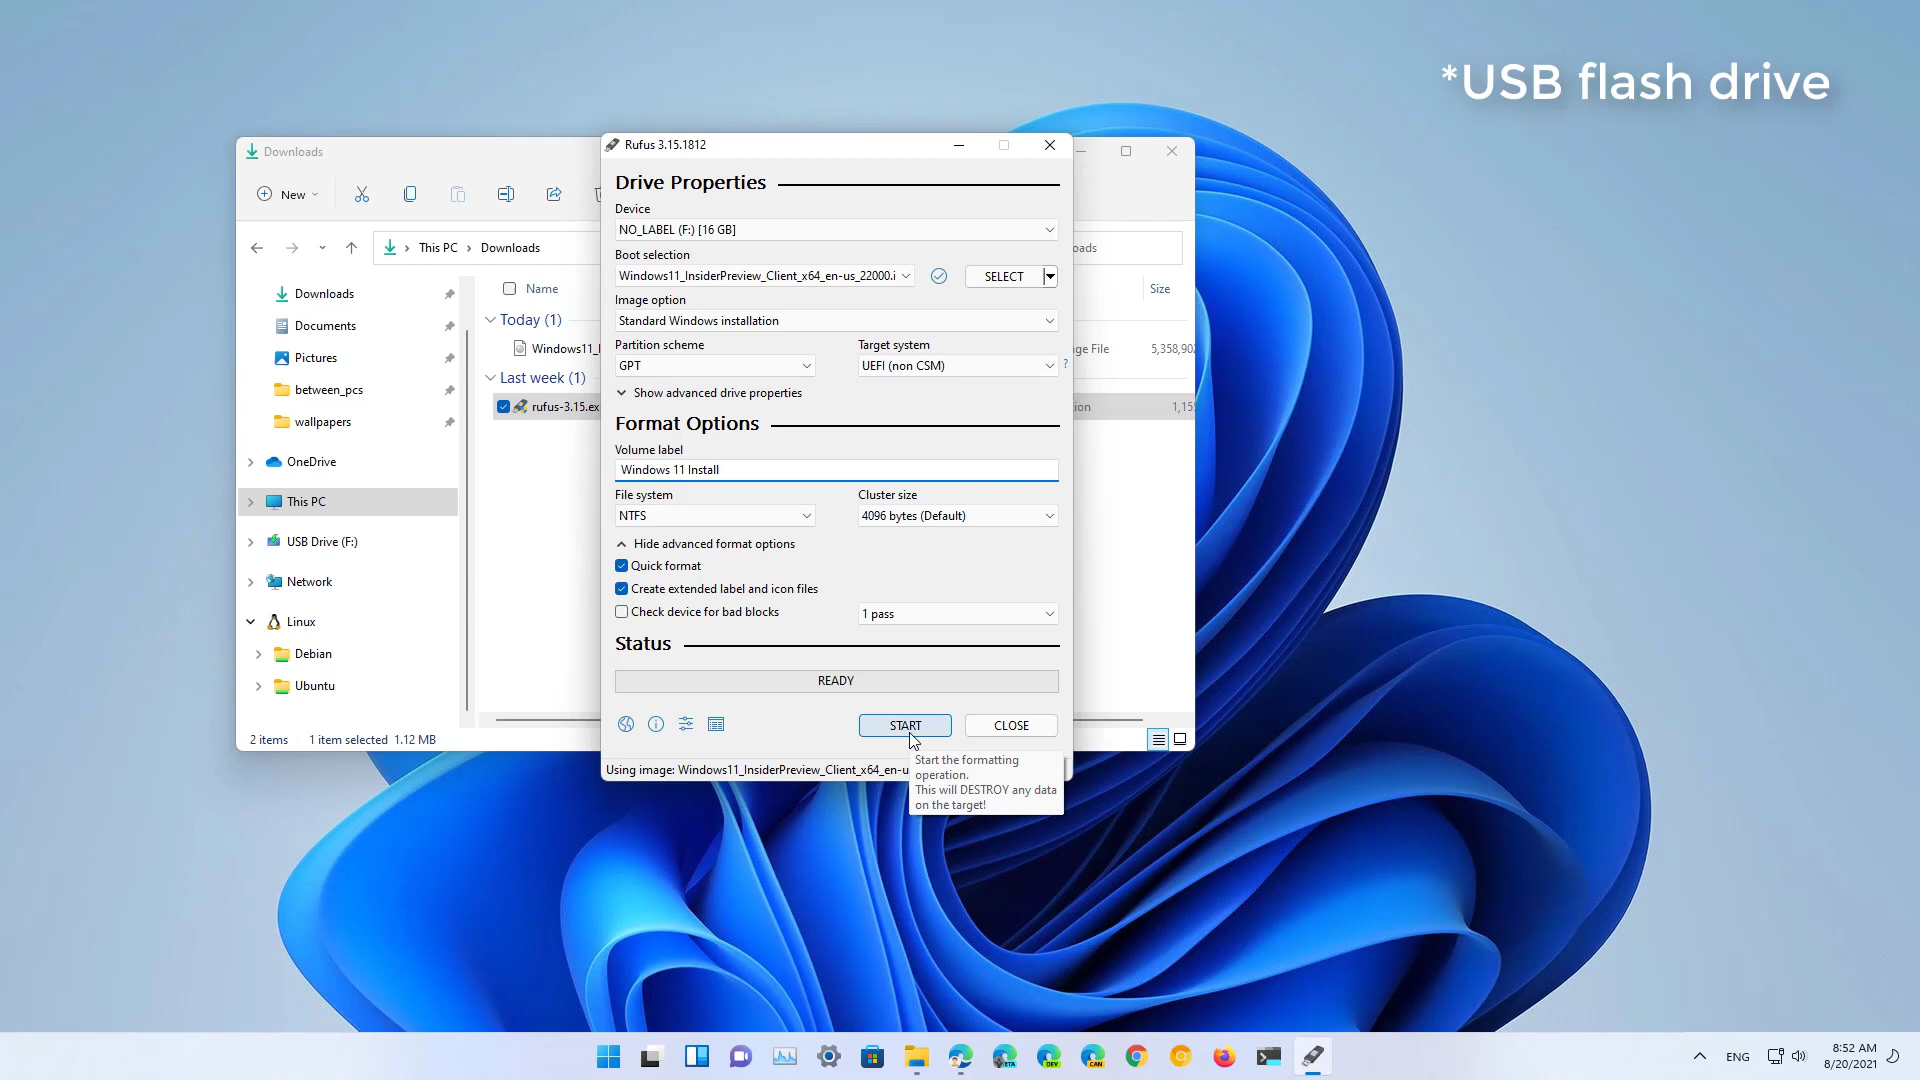 *USB flash drive
Downloads
New
This PC
Downloads
Downloads
Documents
Pictures
between_pcs
wallpapers
OneDrive
This PC
USB Drive (F:)
Network
Linux
Debian
Ubuntu
2 items
1 item selected 1.12 MB
Name
Today (1)
Windows11_I
Last week (1)
rufus-3.15.ex
Rufus 3.15.1812
Drive Properties
Device
NO_LABEL (F:) [16 GB]
Boot selection
Windows11_InsiderPreview_Client_x64_en-us_22000.i
SELECT
Image option
Standard Windows installation
Partition scheme
Target system
GPT
UEFI (non CSM)
?
Show advanced drive properties
Format Options
Volume label
Windows 11 Install
File system
Cluster size
NTFS
4096 bytes (Default)
Hide advanced format options
Quick format
Create extended label and icon files
Check device for bad blocks
1 pass
Status
READY
START
CLOSE
Using image: Windows11_InsiderPreview_Client_x64_en-u
Start the formatting
operation.
This will DESTROY any data
on the target!
oads
Size
ge File
5,358,902
ion
1,15
BETA
DEV
CAN
ENG
8:52 AM
8/20/2021